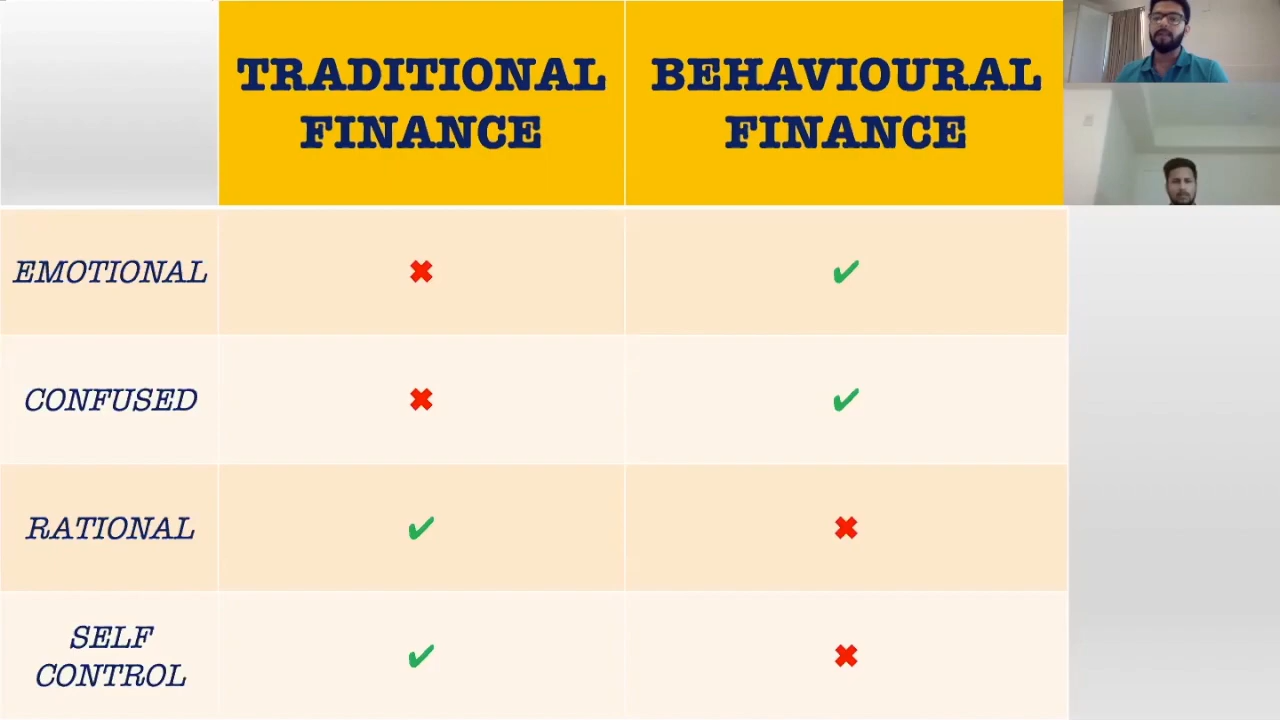 TRADITIONAL
FINANCE
BEHAVIOURAL
FINANCE
EMOTIONAL ✖ ✔
CONFUSED ✖ ✔
RATIONAL ✔ ✖
SELF
CONTROL ✔ ✖